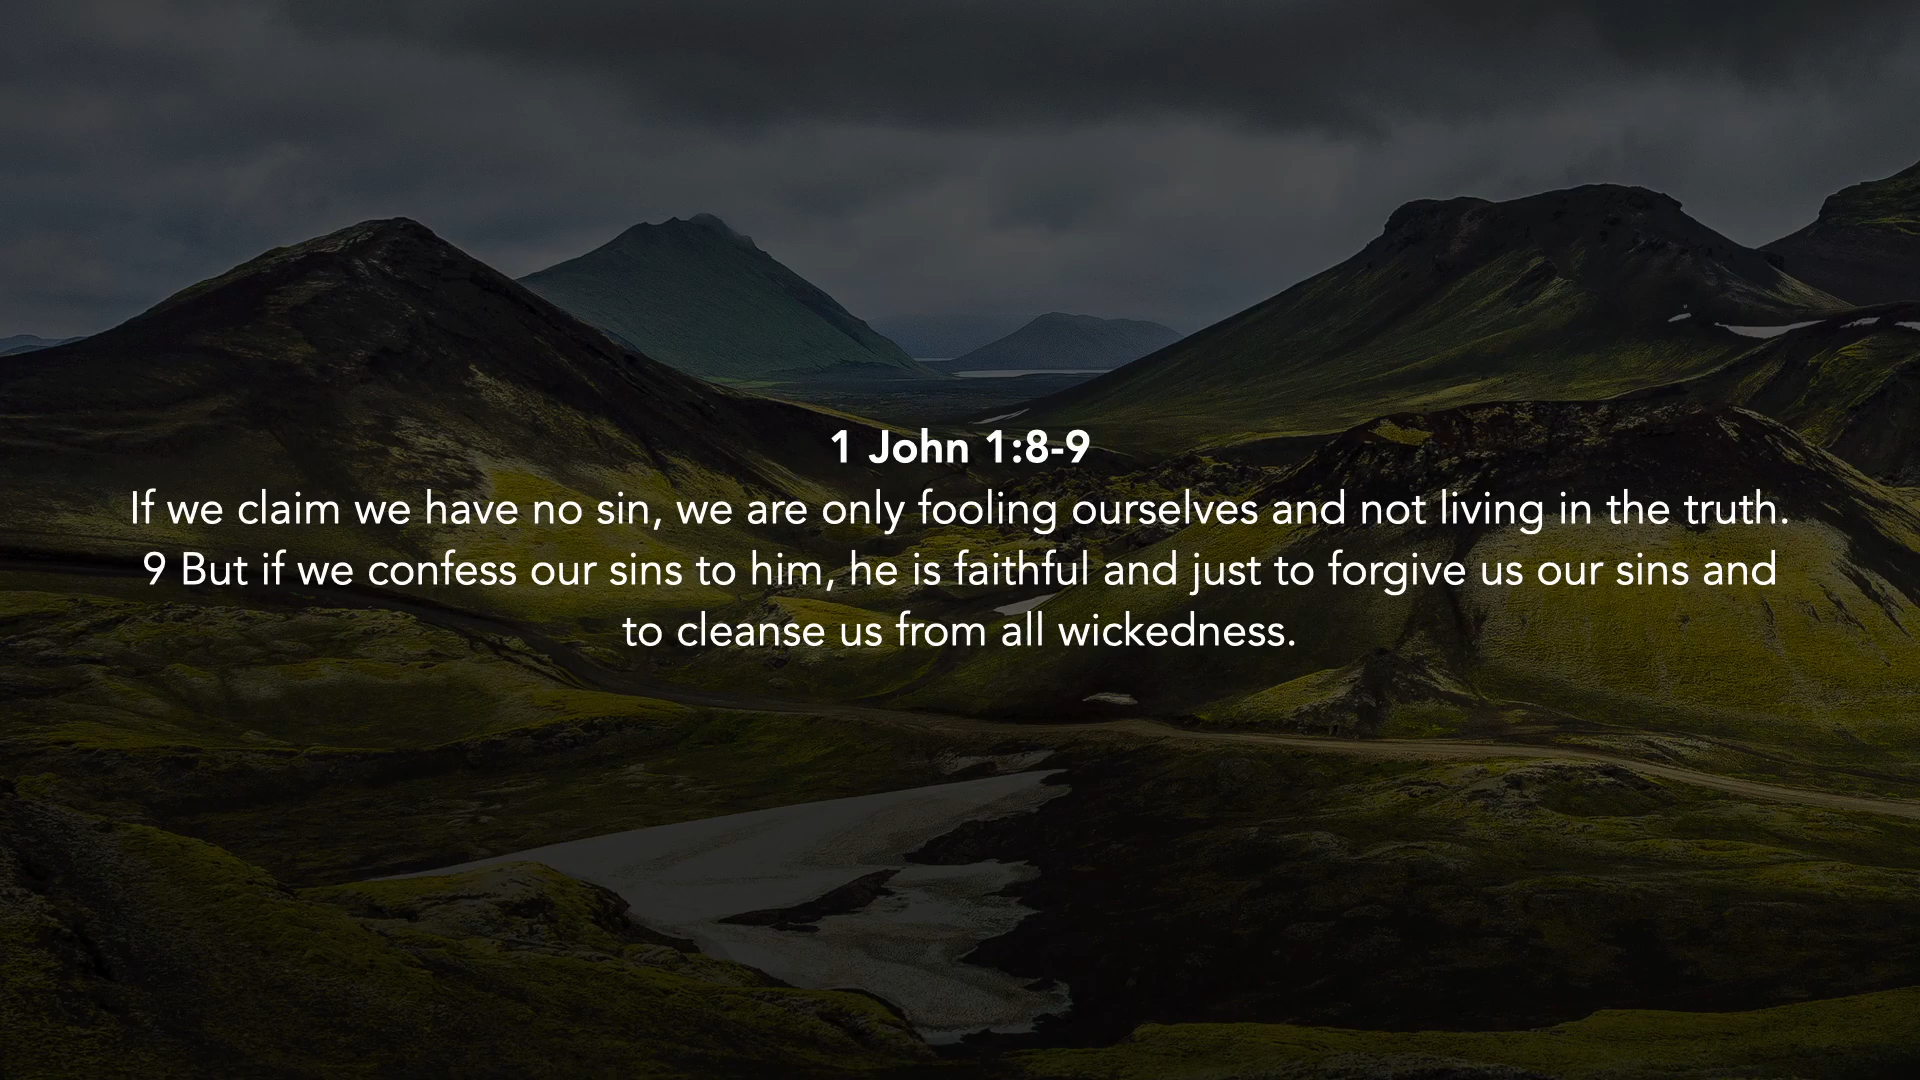 1 John 1:8-9
If we claim we have no sin, we are only fooling ourselves and not living in the truth.
9 But if we confess our sins to him, he is faithful and just to forgive us our sins and
to cleanse us from all wickedness.